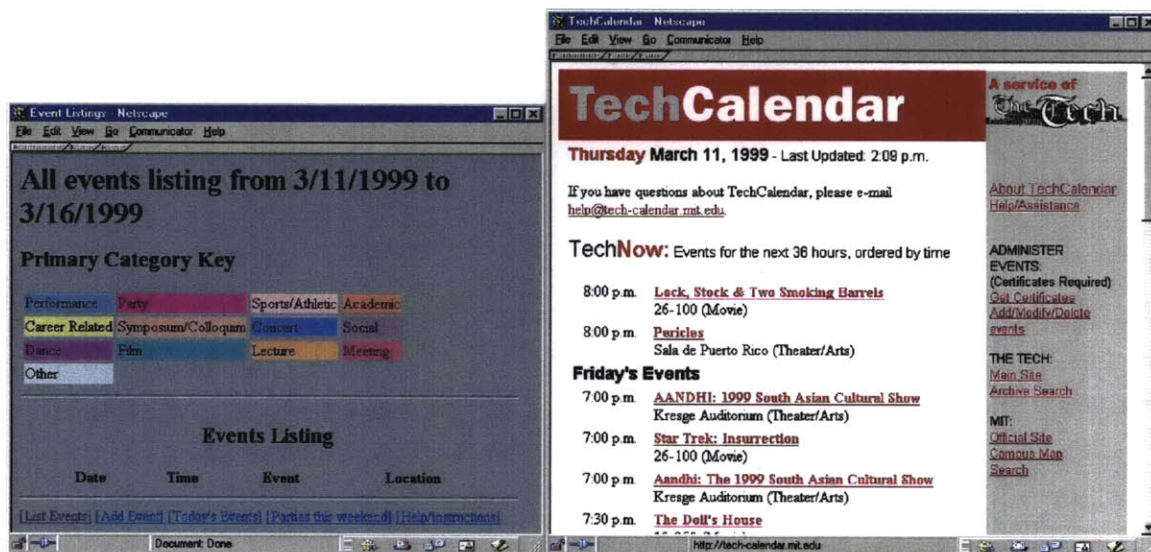 Event Listings - Netscape
File Edit View Go Communicator Help
All events listing from 3/11/1999 to
3/16/1999
Primary Category Key
Performance Party Sports/Athletic Academic
Career Related Symposium/Colloquum Concert Social
Dance Film Lecture Meeting
Other
Events Listing
Date Time Event Location
[List Events] [Add Event] [Today's Events] [Parties this weekend] [Help/Instructions]
Document: Done
TechCalendar - Netscape
File Edit View Go Communicator Help
TechCalendar
Thursday March 11, 1999 - Last Updated: 2:09 p.m.
If you have questions about TechCalendar, please e-mail
help@tech-calendar.mit.edu.
TechNow: Events for the next 36 hours, ordered by time
8:00 p.m. Lock, Stock & Two Smoking Barrels
26-100 (Movie)
8:00 p.m. Pericles
Sala de Puerto Rico (Theater/Arts)
Friday's Events
7:00 p.m. AANDHI: 1999 South Asian Cultural Show
Kresge Auditorium (Theater/Arts)
7:00 p.m. Star Trek: Insurrection
26-100 (Movie)
7:00 p.m. Aandhi: The 1999 South Asian Cultural Show
Kresge Auditorium (Theater/Arts)
7:30 p.m. The Doll's House
A service of
The Tech
About TechCalendar
Help/Assistance
ADMINISTER
EVENTS:
(Certificates Required)
Get Certificates
Add/Modify/Delete
events
THE TECH:
Main Site
Archive Search
MIT:
Official Site
Campus Map
Search
http://tech-calendar.mit.edu